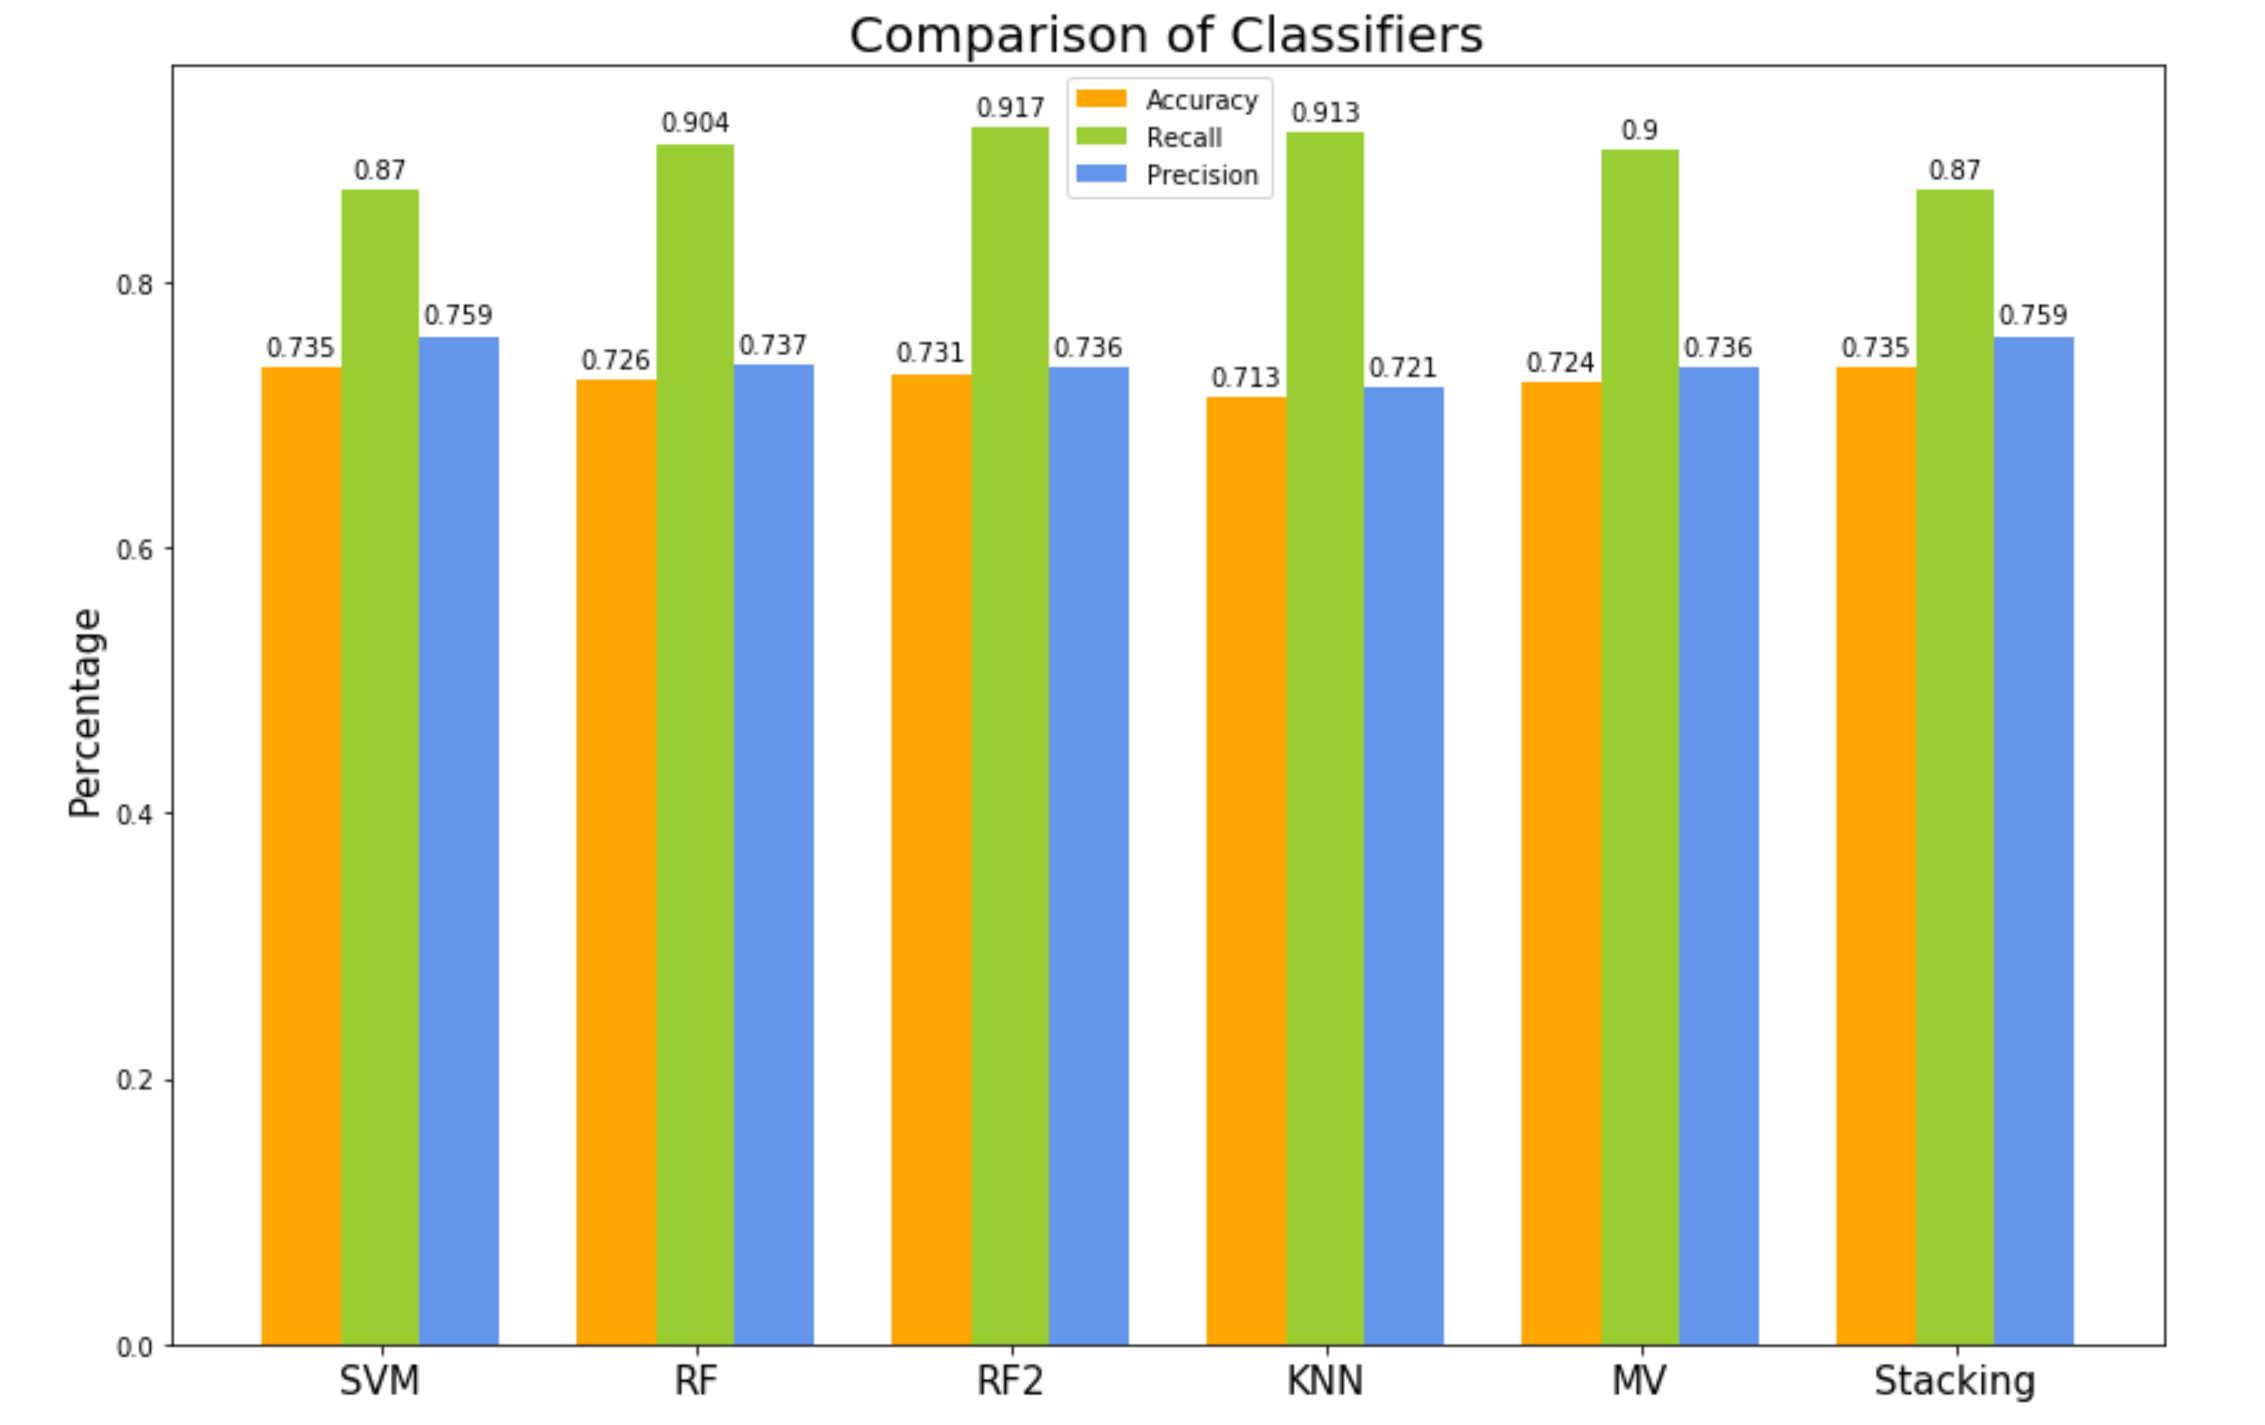 Comparison of Classifiers
Accuracy
Recall
Precision
0.735 0.87 0.759
0.726 0.904 0.737
0.731 0.917 0.736
0.713 0.913 0.721
0.724 0.9 0.736
0.735 0.87 0.759
Percentage
0.8
0.6
0.4
0.2
0.0
SVM RF RF2 KNN MV Stacking